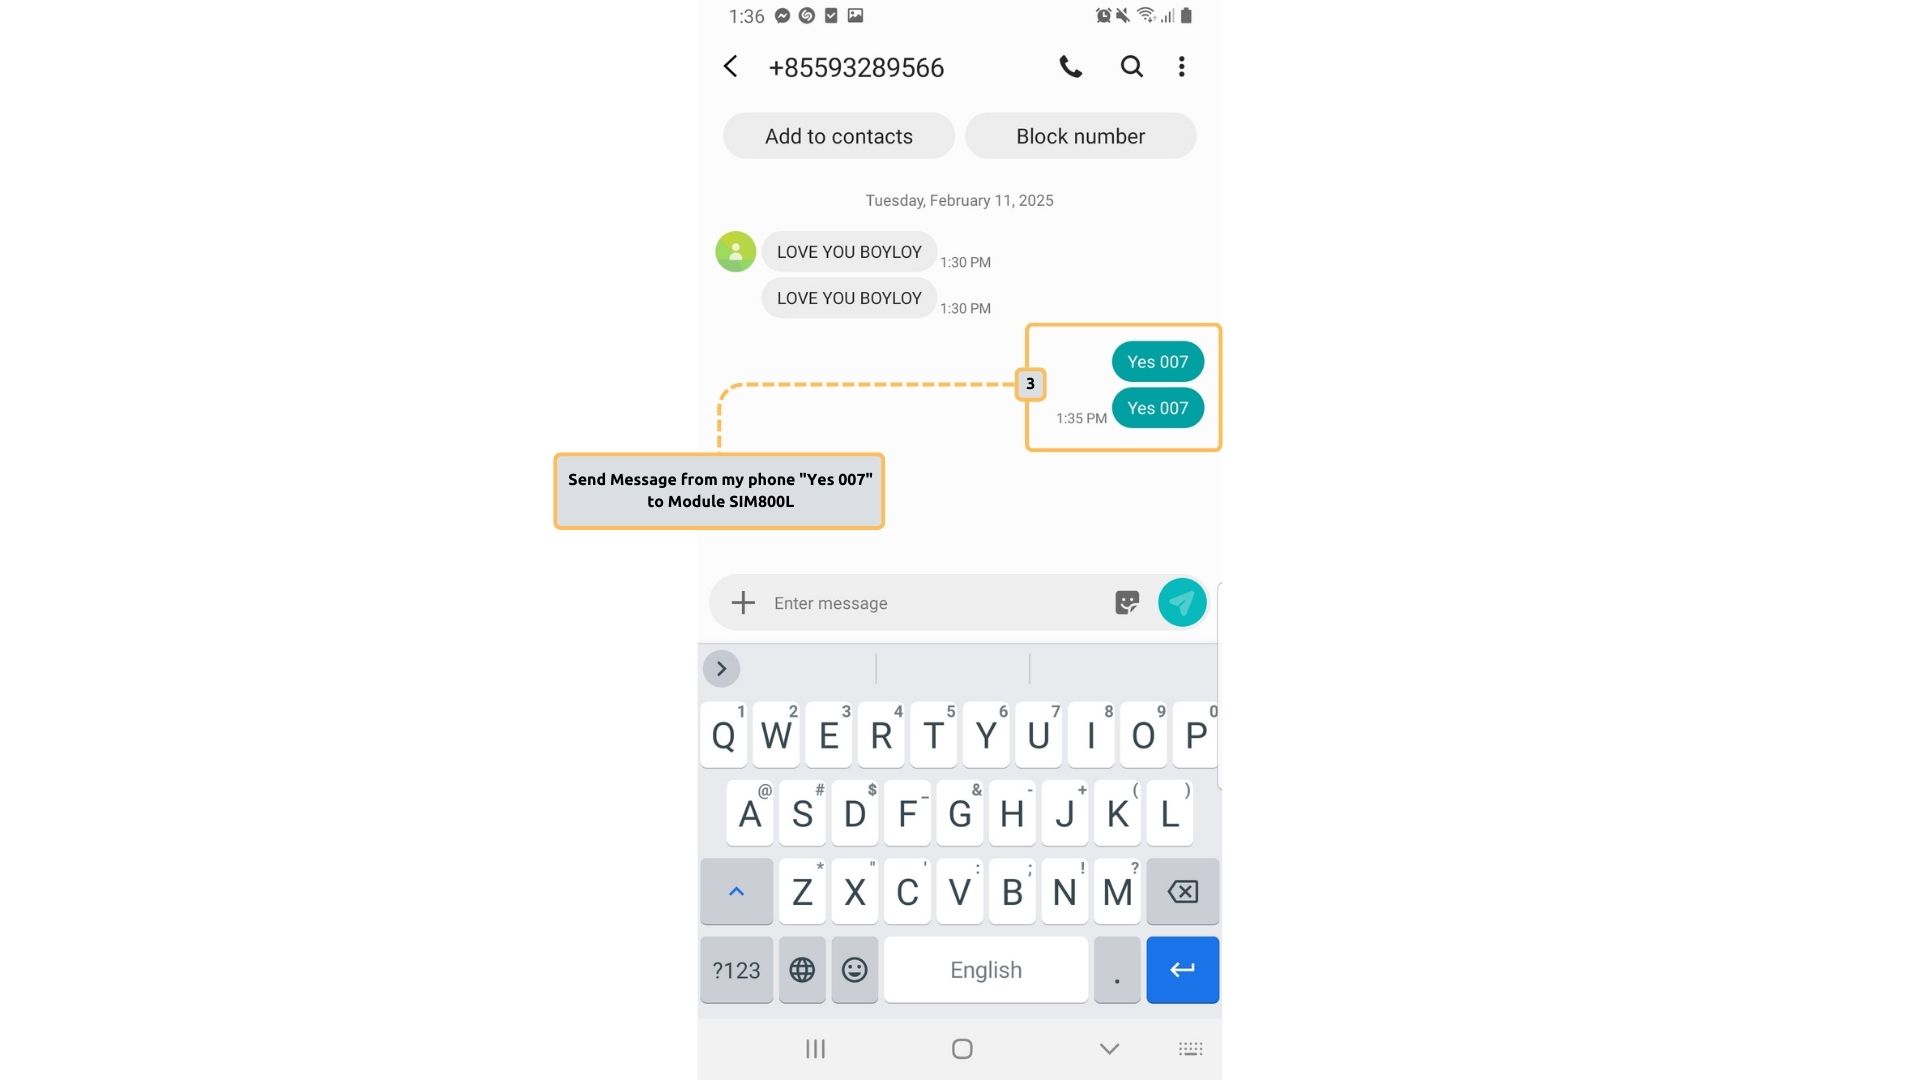 1:36
+85593289566
Add to contacts
Block number
Tuesday, February 11, 2025
LOVE YOU BOYLOY
1:30 PM
LOVE YOU BOYLOY
1:30 PM
Yes 007
3
1:35 PM
Yes 007
Send Message from my phone "Yes 007"
to Module SIM800L
Enter message
1 2 3 4 5 6 7 8 9 0
Q W E R T Y U I O P
@ # $ _ & - + ( )
A S D F G H J K L
* " ' : ; ! ?
Z X C V B N M
?123
English
.